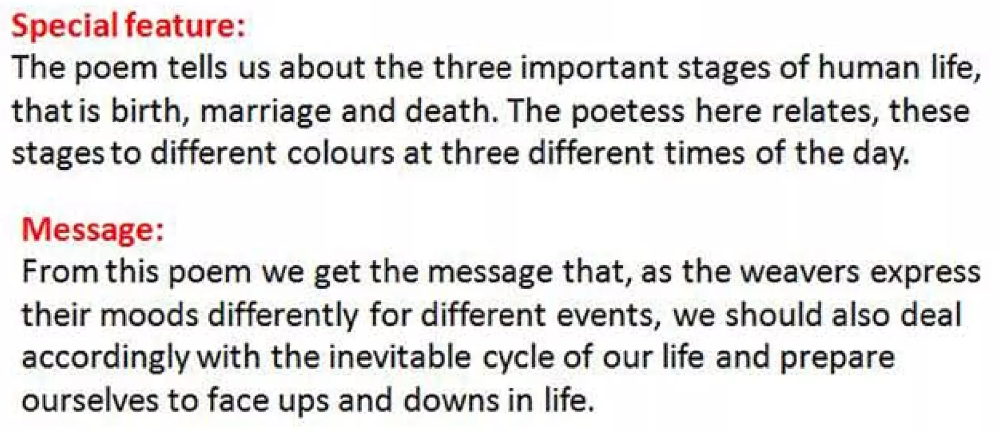 Special feature:
The poem tells us about the three important stages of human life,
that is birth, marriage and death. The poetess here relates, these
stages to different colours at three different times of the day.
Message:
From this poem we get the message that, as the weavers express
their moods differently for different events, we should also deal
accordingly with the inevitable cycle of our life and prepare
ourselves to face ups and downs in life.